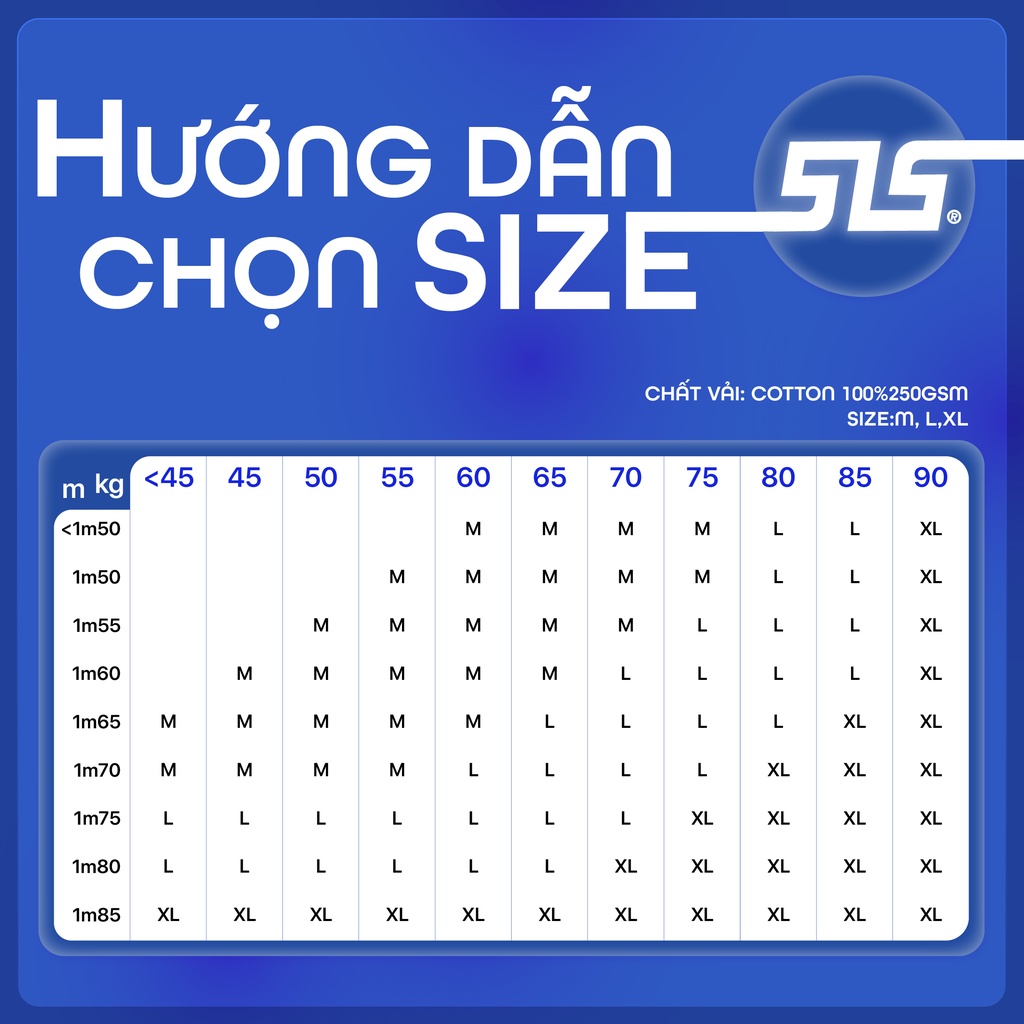 HƯỚNG DẪN
CHỌN SIZE
SLS®
CHẤT VẢI: COTTON 100%250GSM
SIZE:M, L,XL
m kg <45 45 50 55 60 65 70 75 80 85 90
<1m50 M M M M L L XL
1m50 M M M M M L L XL
1m55 M M M M M L L L XL
1m60 M M M M M L L L L XL
1m65 M M M M M L L L L XL XL
1m70 M M M M L L L L XL XL XL
1m75 L L L L L L L XL XL XL XL
1m80 L L L L L L XL XL XL XL XL
1m85 XL XL XL XL XL XL XL XL XL XL XL